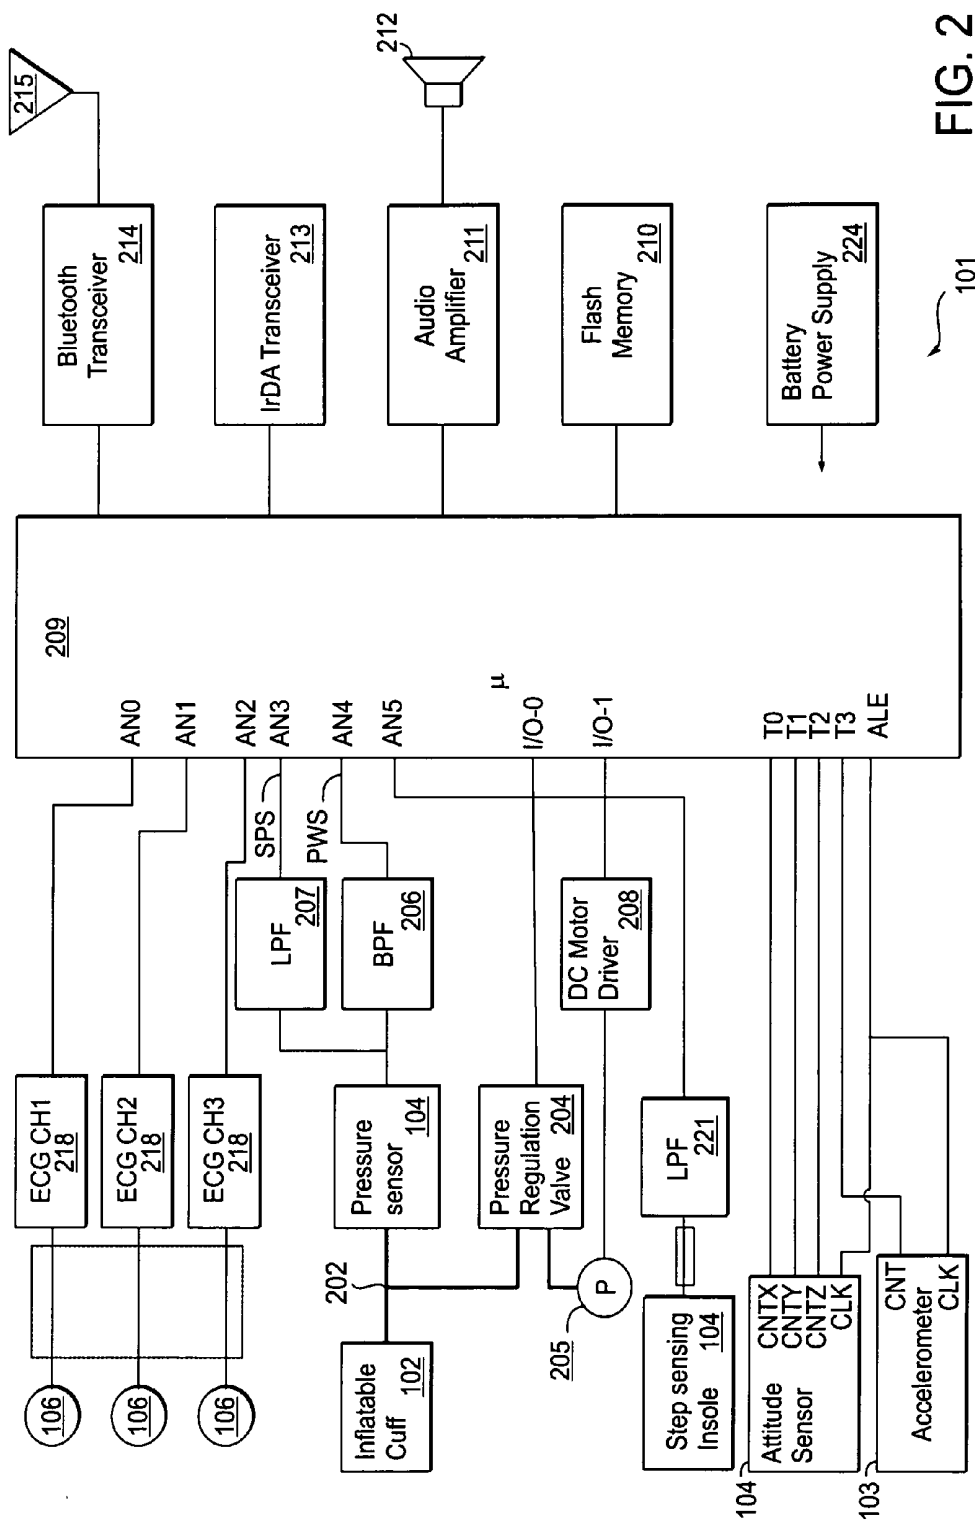 215
212
Bluetooth
Transceiver
214
IrDA Transceiver
213
Audio
Amplifier
211
Flash
Memory
210
Battery
Power Supply
224
101
FIG. 2
209
μ
AN0
AN1
AN2
AN3
AN4
AN5
I/O-0
I/O-1
T0
T1
T2
T3
ALE
SPS
PWS
LPF
207
BPF
206
DC Motor
Driver
208
ECG CH1
218
ECG CH2
218
ECG CH3
218
Pressure
sensor
104
Pressure
Regulation
Valve
204
LPF
221
202
P
205
106
106
106
Inflatable
Cuff
102
Step sensing
Insole
104
Attitude
Sensor
CNTX
CNTY
CNTZ
CLK
104
Accelerometer
CNT
CLK
103